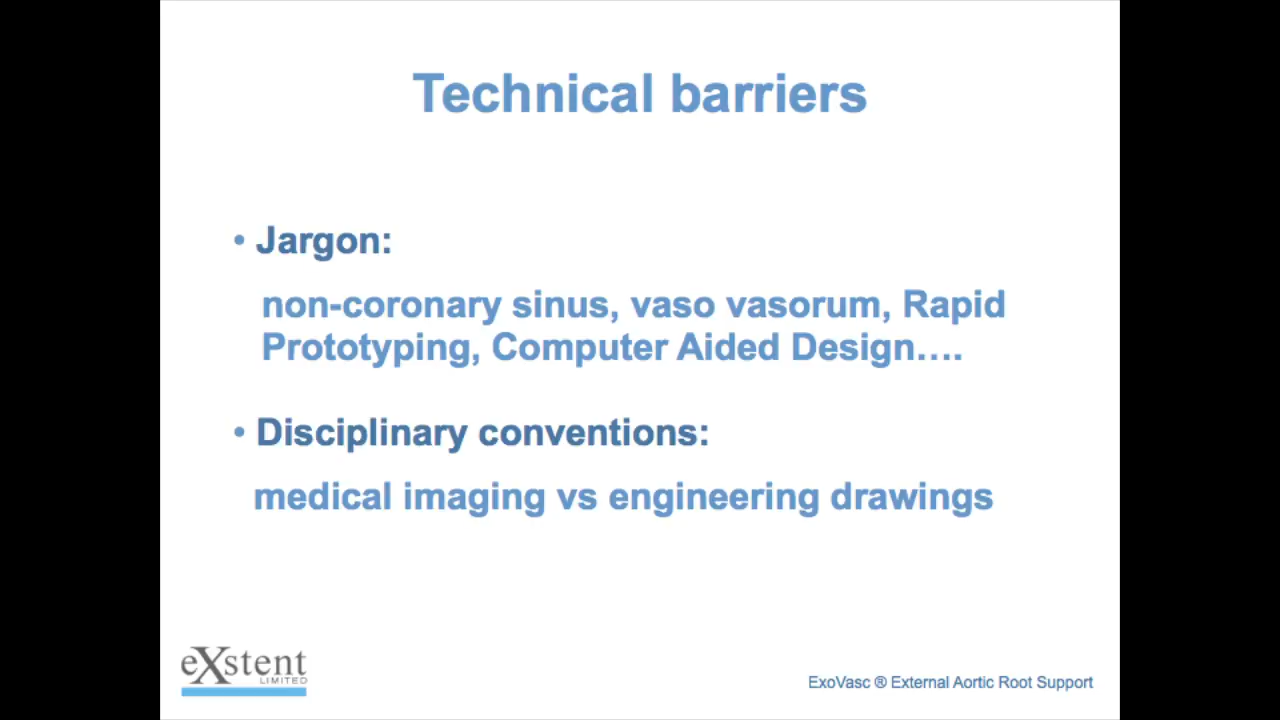 Technical barriers
• Jargon:
non-coronary sinus, vaso vasorum, Rapid
Prototyping, Computer Aided Design….
• Disciplinary conventions:
medical imaging vs engineering drawings
eXstent
LIMITED
ExoVasc ® External Aortic Root Support